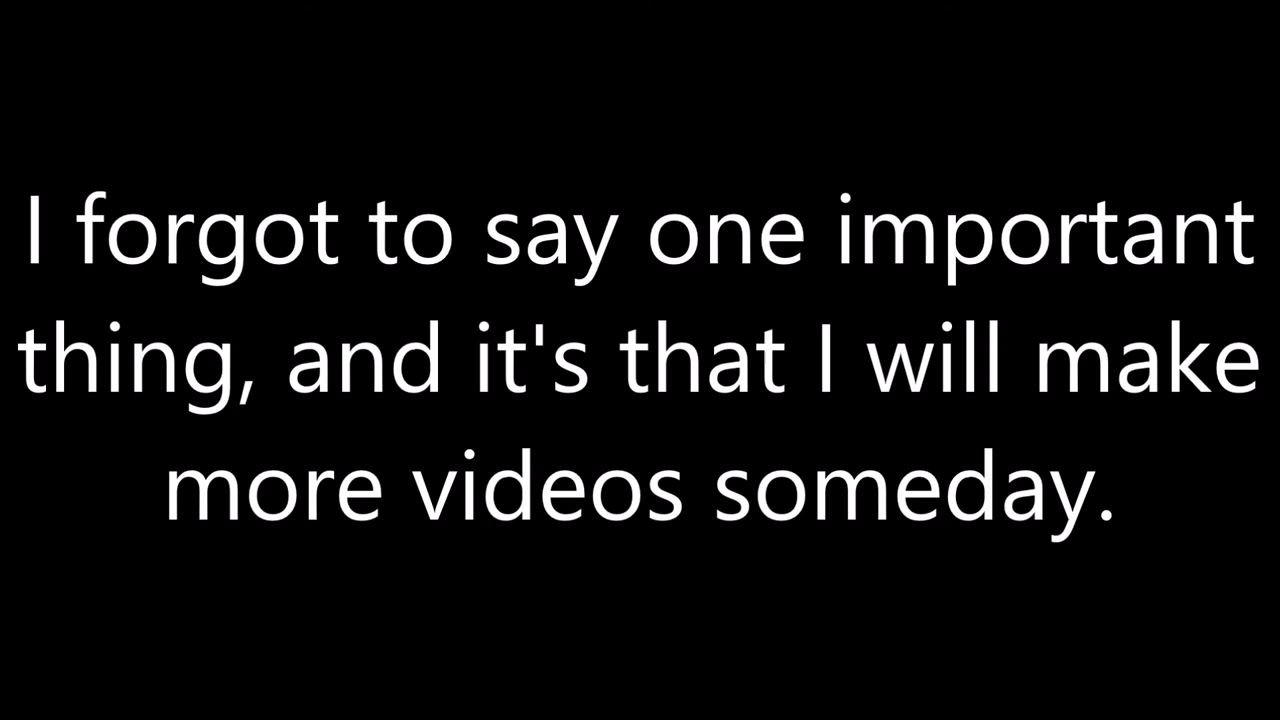 I forgot to say one important
thing, and it's that I will make
more videos someday.